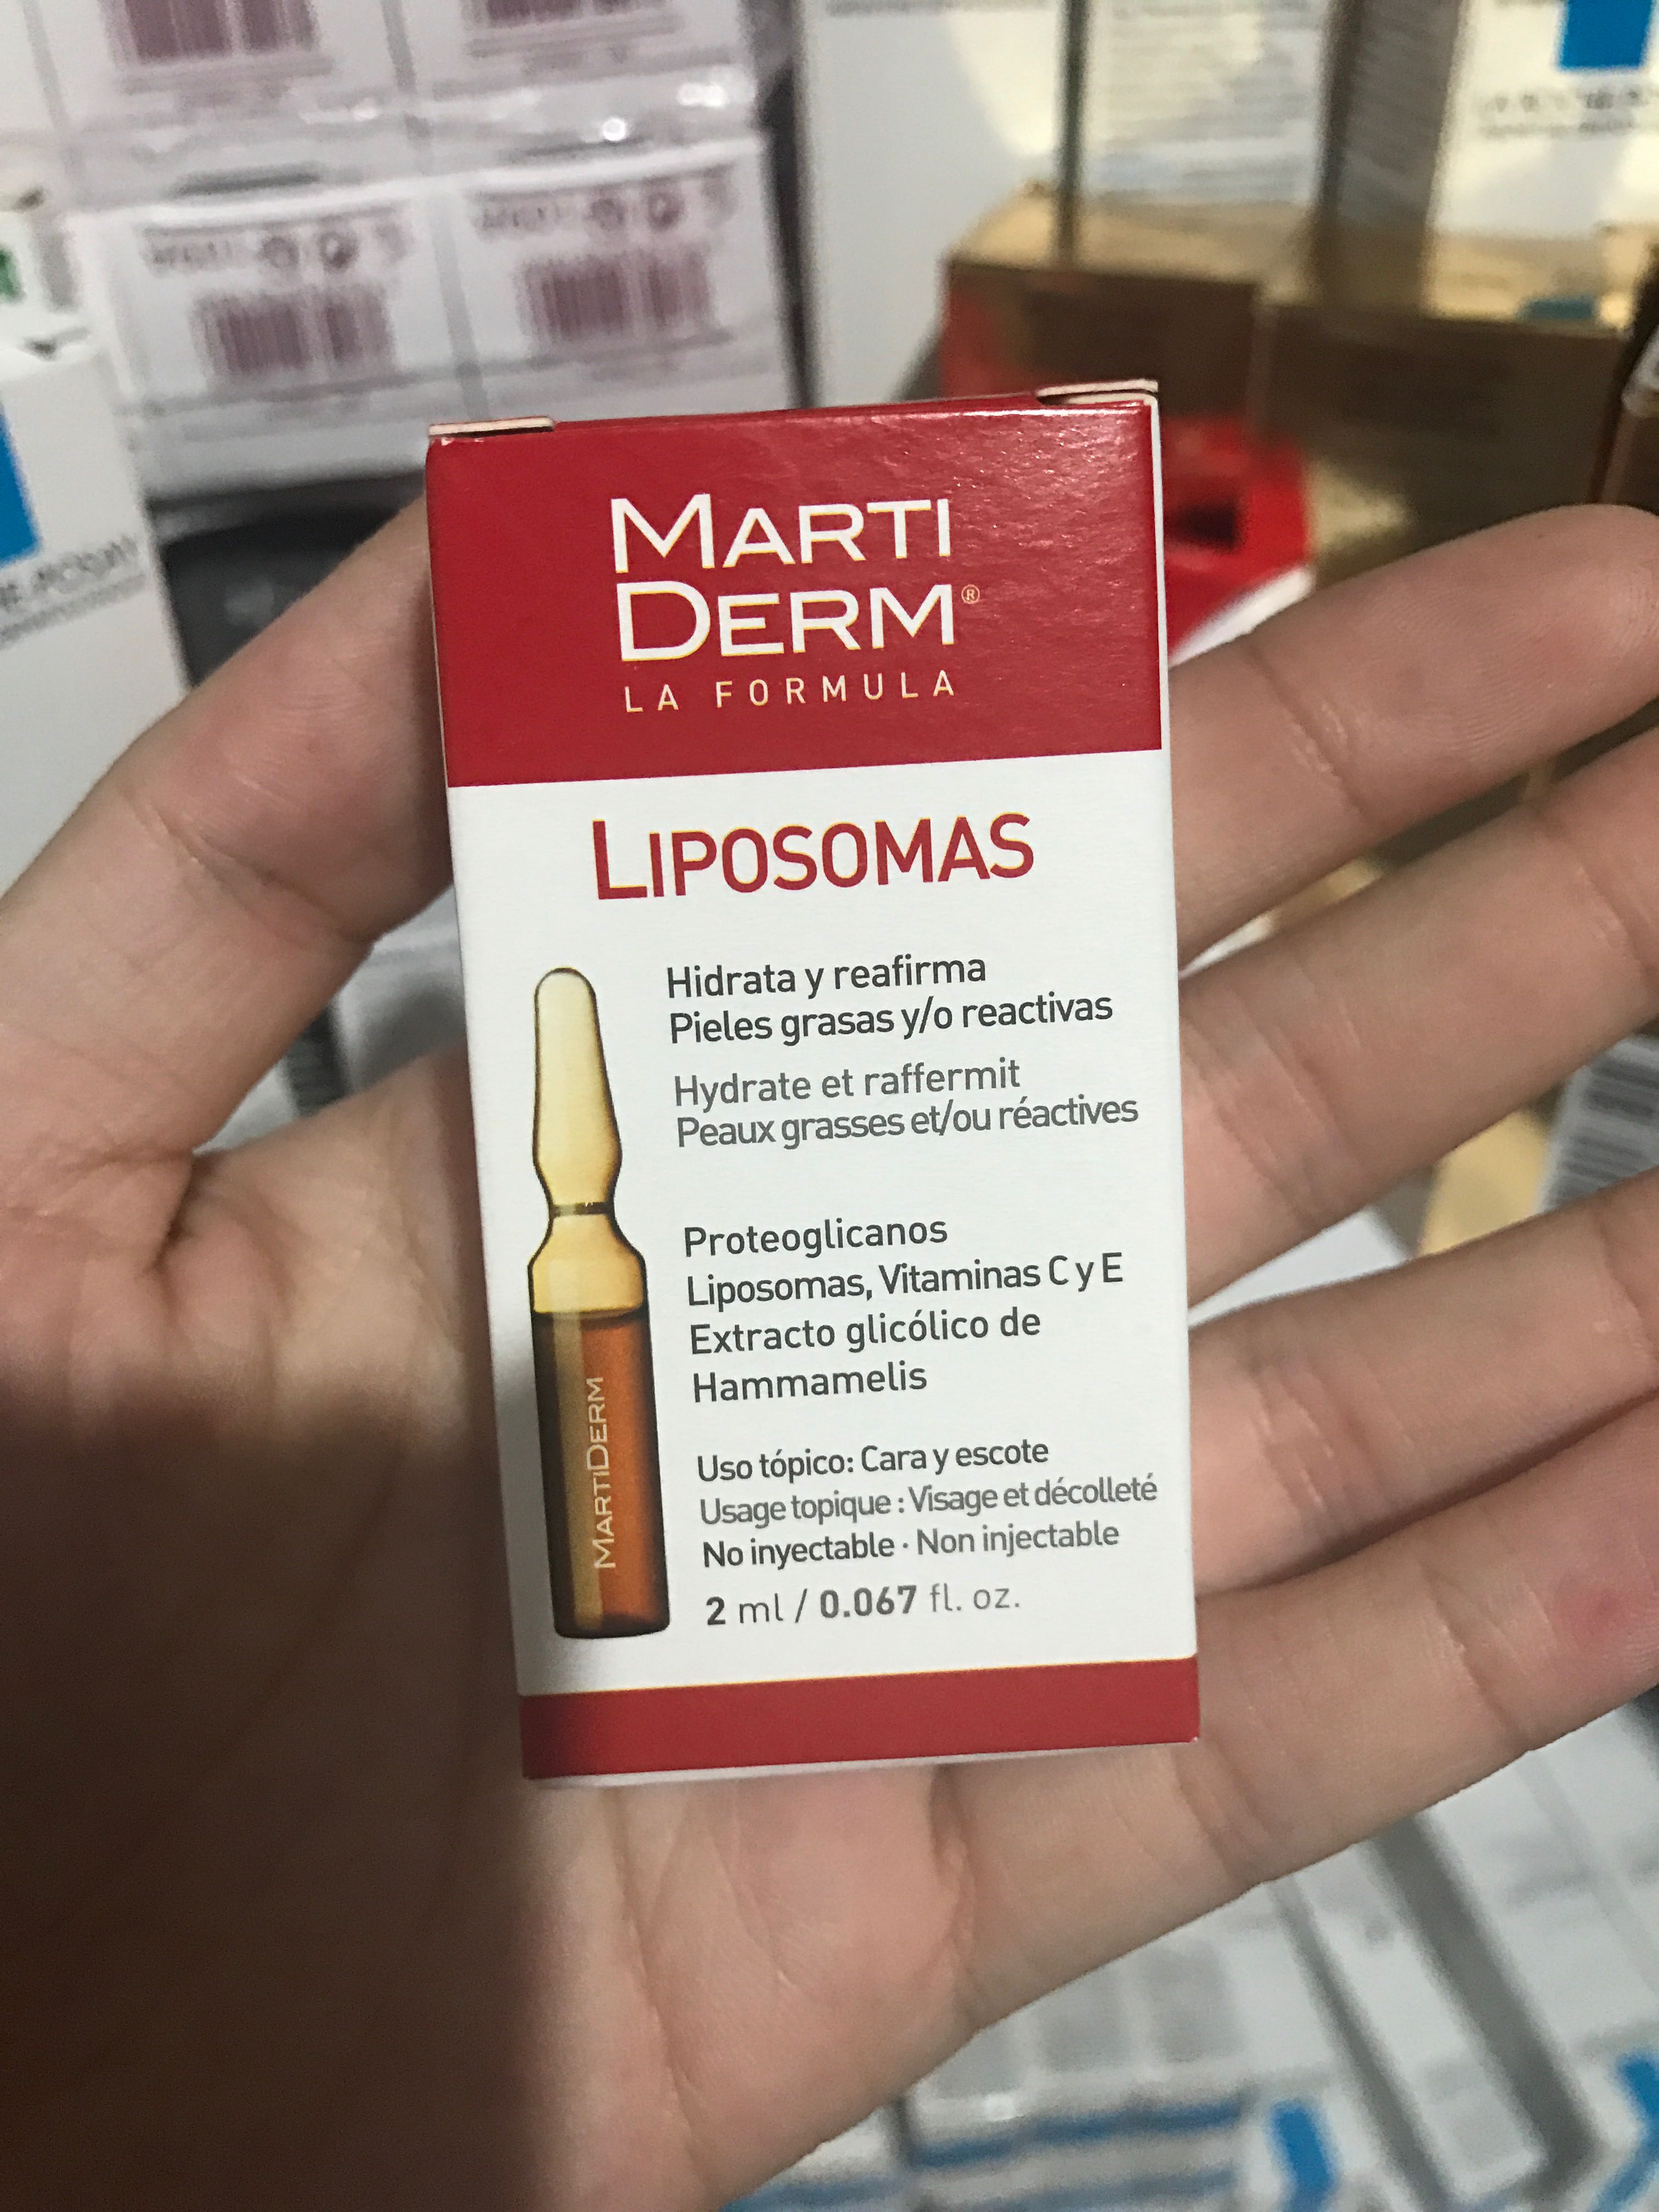 MARTI
DERM®
LA FORMULA
LIPOSOMAS
Hidrata y reafirma
Pieles grasas y/o reactivas
Hydrate et raffermit
Peaux grasses et/ou réactives
Proteoglicanos
Liposomas, Vitaminas C y E
Extracto glicólico de
Hammamelis
Uso tópico: Cara y escote
Usage topique : Visage et décolleté
No inyectable · Non injectable
2 ml / 0.067 fl. oz.
MARTIDERM